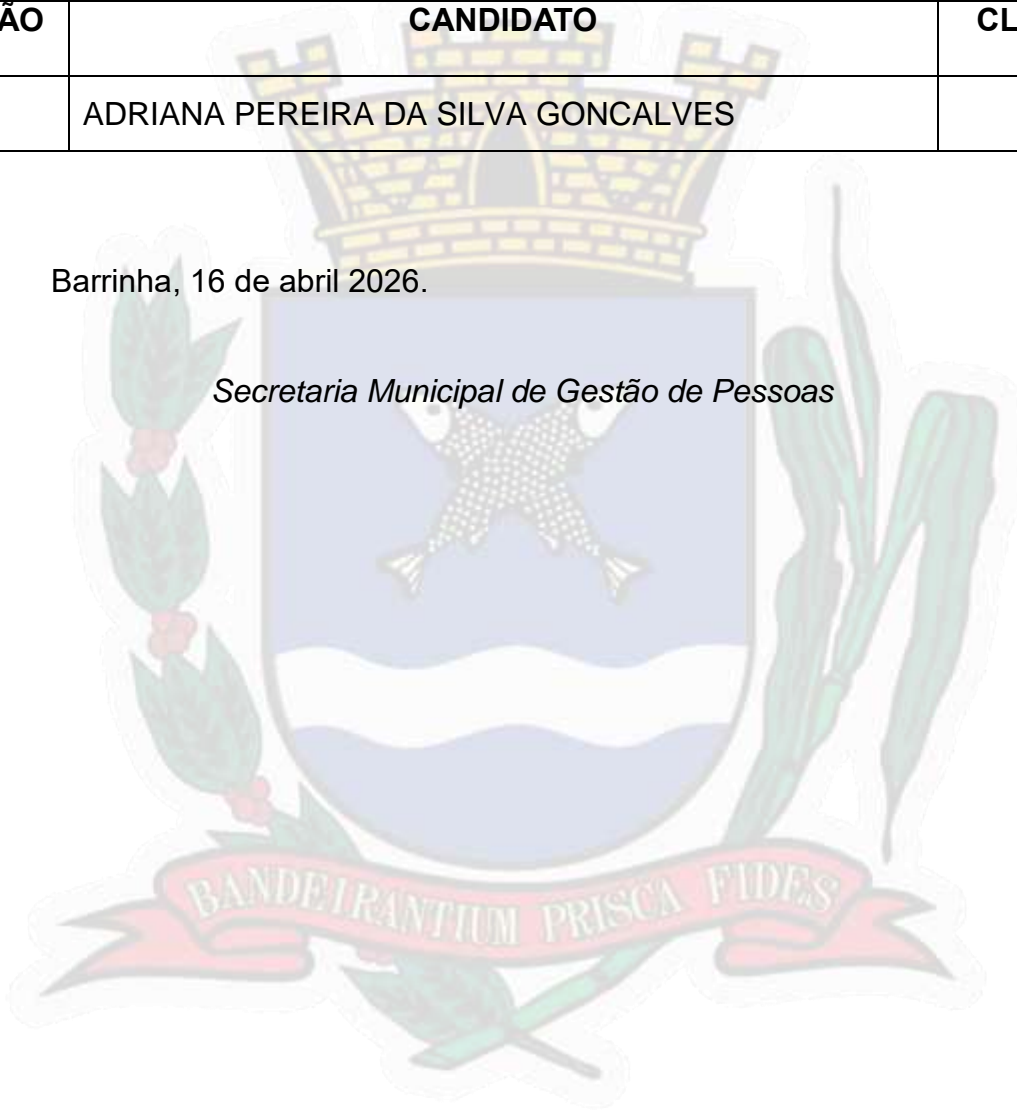 ÃO CANDIDATO CL
ADRIANA PEREIRA DA SILVA GONCALVES
Barrinha, 16 de abril 2026.
Secretaria Municipal de Gestão de Pessoas
BANDEIRANTIUM PRISCA FIDES